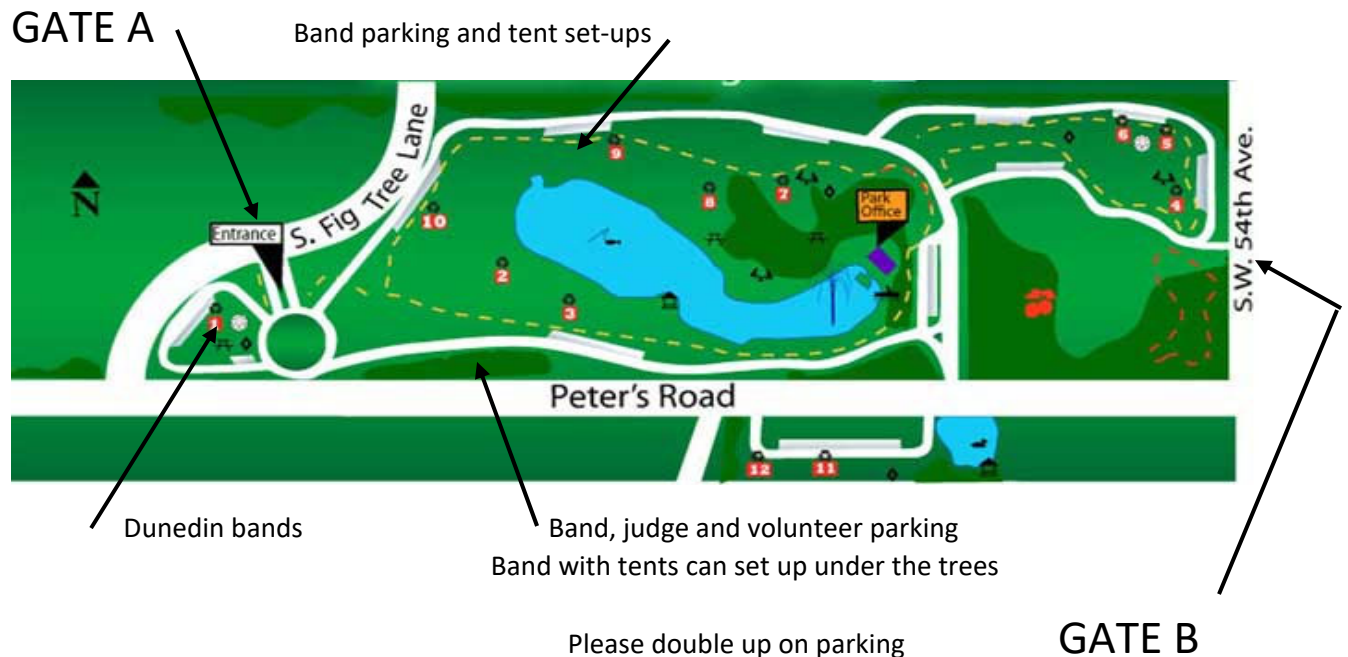 GATE A
Band parking and tent set-ups
S. Fig Tree Lane
Entrance
N
Park
Office
S.W. 54th Ave.
9
6
5
8
7
4
10
2
3
1
Peter's Road
12
11
Dunedin bands
Band, judge and volunteer parking
Band with tents can set up under the trees
Please double up on parking
GATE B